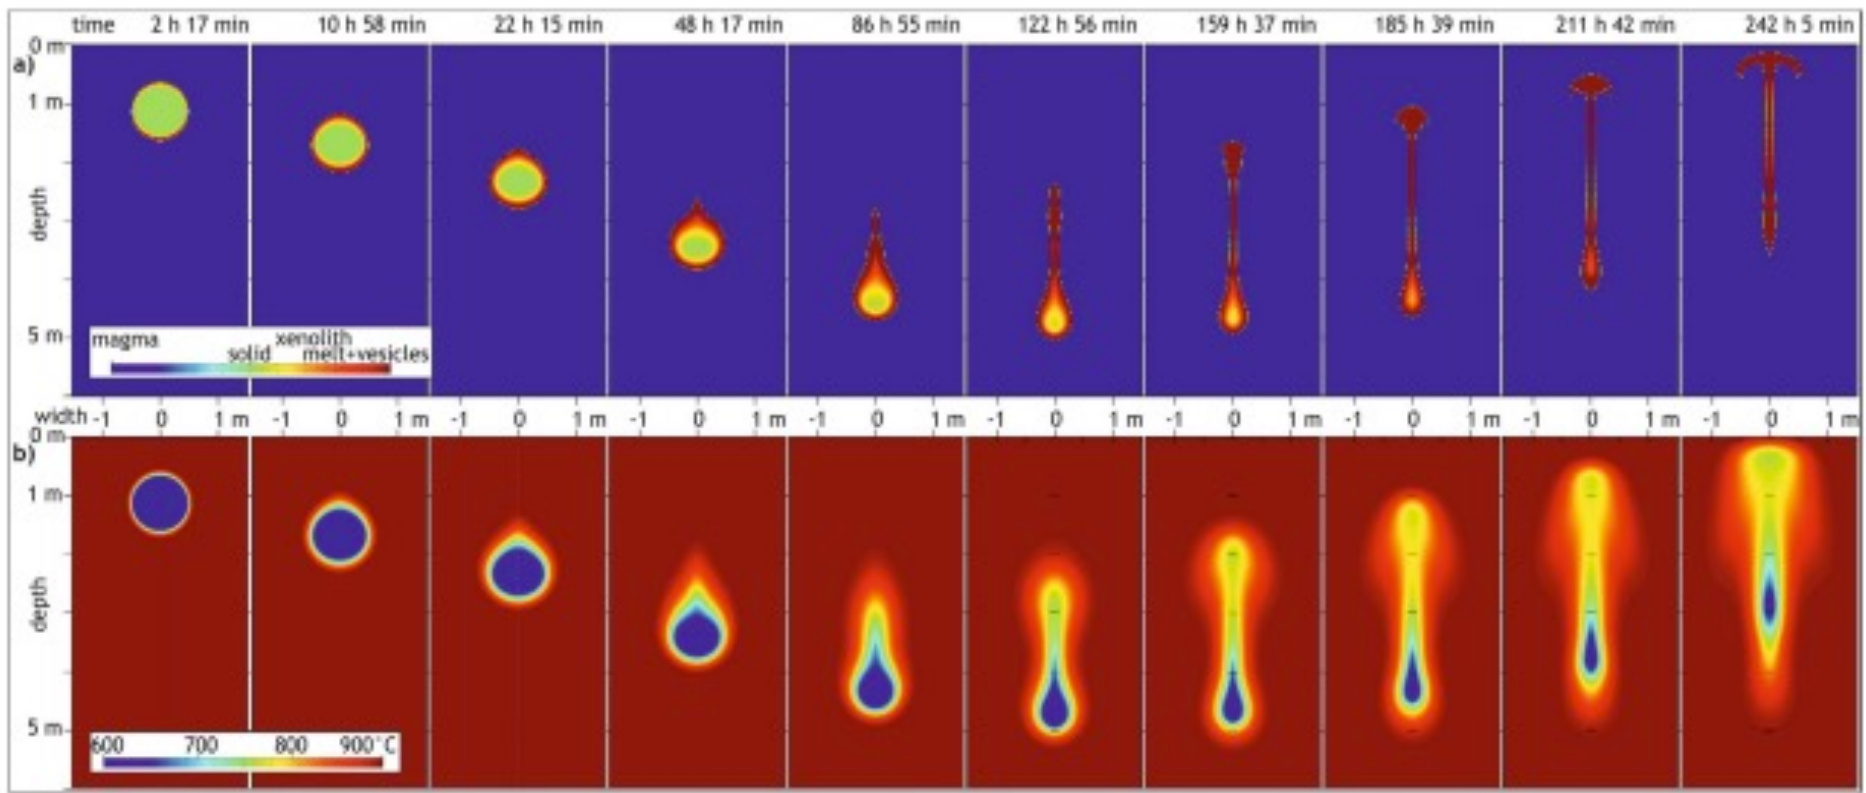 time 2 h 17 min 10 h 58 min 22 h 15 min 48 h 17 min 86 h 55 min 122 h 56 min 159 h 37 min 185 h 39 min 211 h 42 min 242 h 5 min
0 m
a)
1 m
depth
5 m
magma xenolith
solid melt+vesicles
width -1 0 1 m -1 0 1 m -1 0 1 m -1 0 1 m -1 0 1 m -1 0 1 m -1 0 1 m -1 0 1 m -1 0 1 m -1 0 1 m
0 m
b)
1 m
depth
5 m
600 700 800 900°C